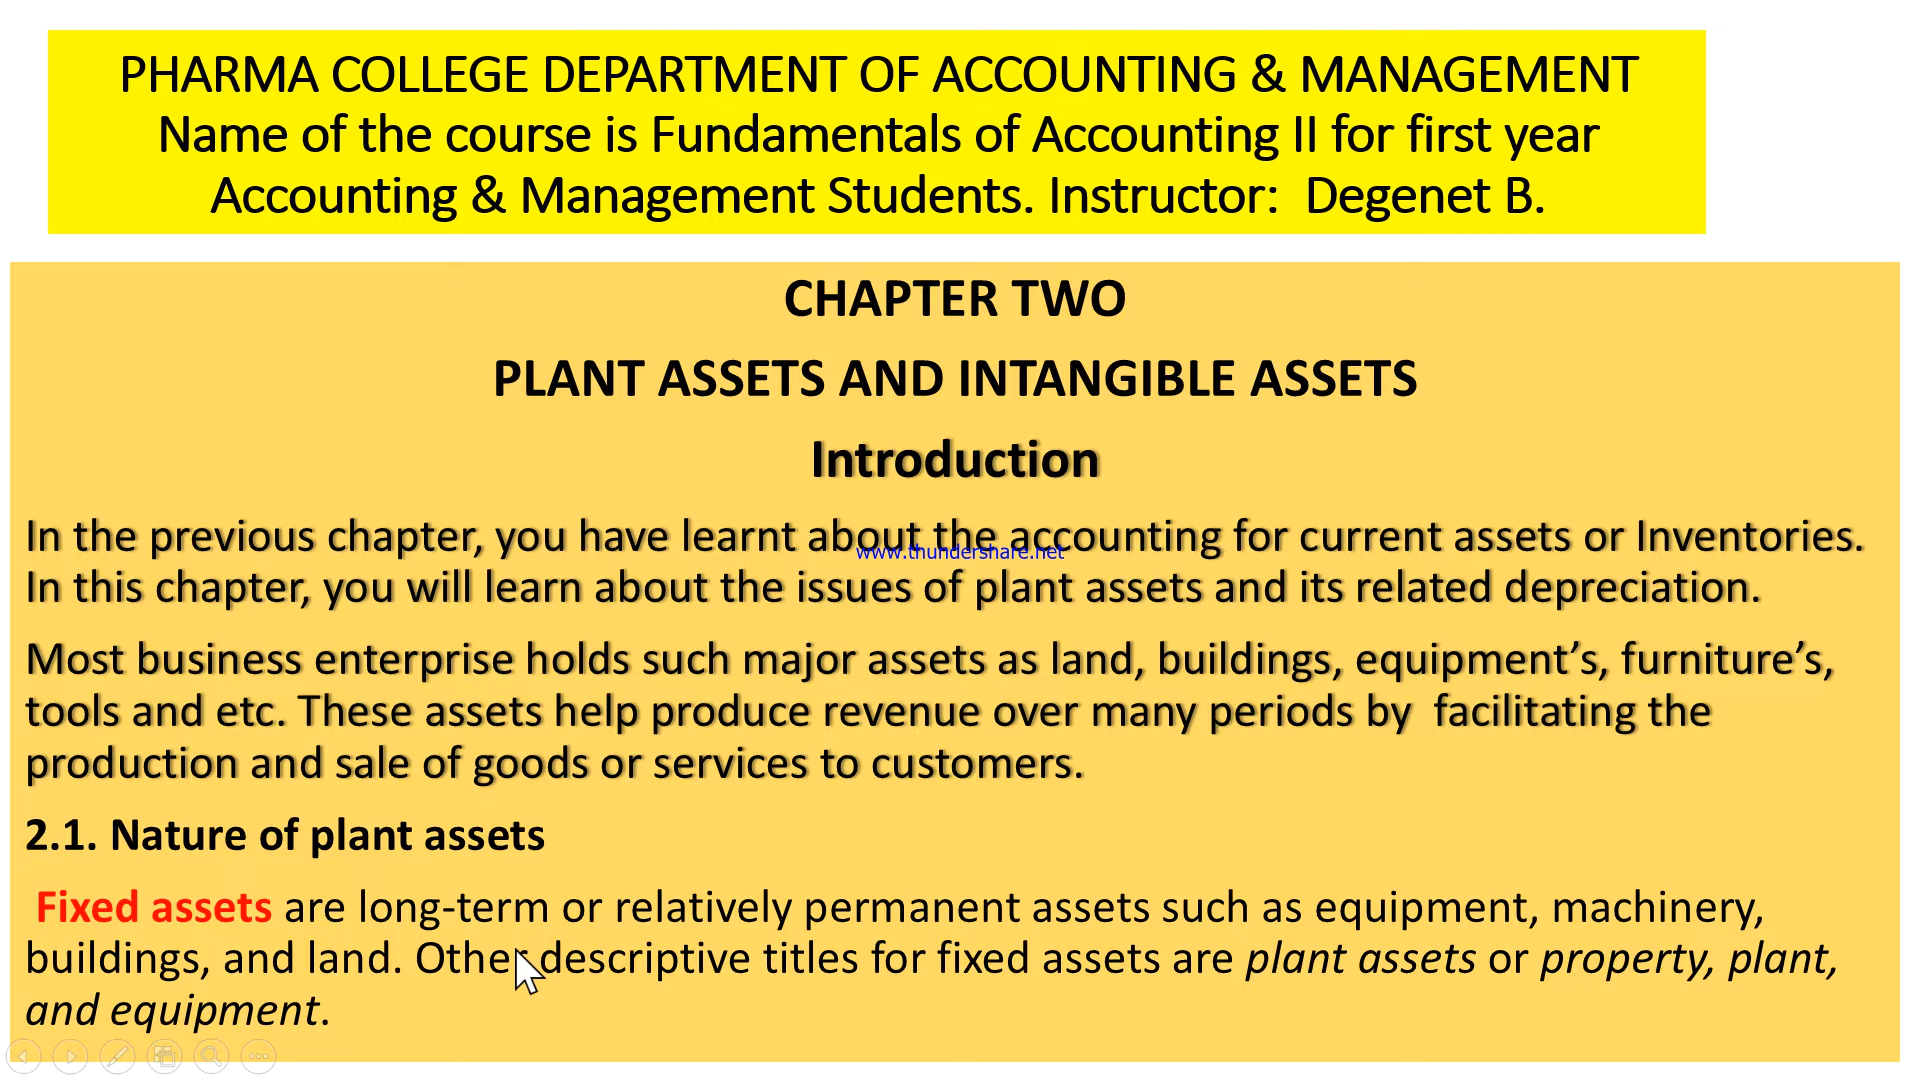 PHARMA COLLEGE DEPARTMENT OF ACCOUNTING & MANAGEMENT
Name of the course is Fundamentals of Accounting II for first year
Accounting & Management Students. Instructor:  Degenet B.
CHAPTER TWO
PLANT ASSETS AND INTANGIBLE ASSETS
Introduction
In the previous chapter, you have learnt about the accounting for current assets or Inventories.
www.thundershare.net
In this chapter, you will learn about the issues of plant assets and its related depreciation.
Most business enterprise holds such major assets as land, buildings, equipment’s, furniture’s,
tools and etc. These assets help produce revenue over many periods by  facilitating the
production and sale of goods or services to customers.
2.1. Nature of plant assets
Fixed assets are long-term or relatively permanent assets such as equipment, machinery,
buildings, and land. Other descriptive titles for fixed assets are plant assets or property, plant,
and equipment.